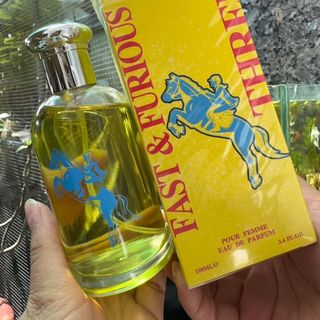 FAST & FURIOUS
THREE
POUR FEMME
EAU DE PARFUM
100ML℮
3.4 FL.OZ.